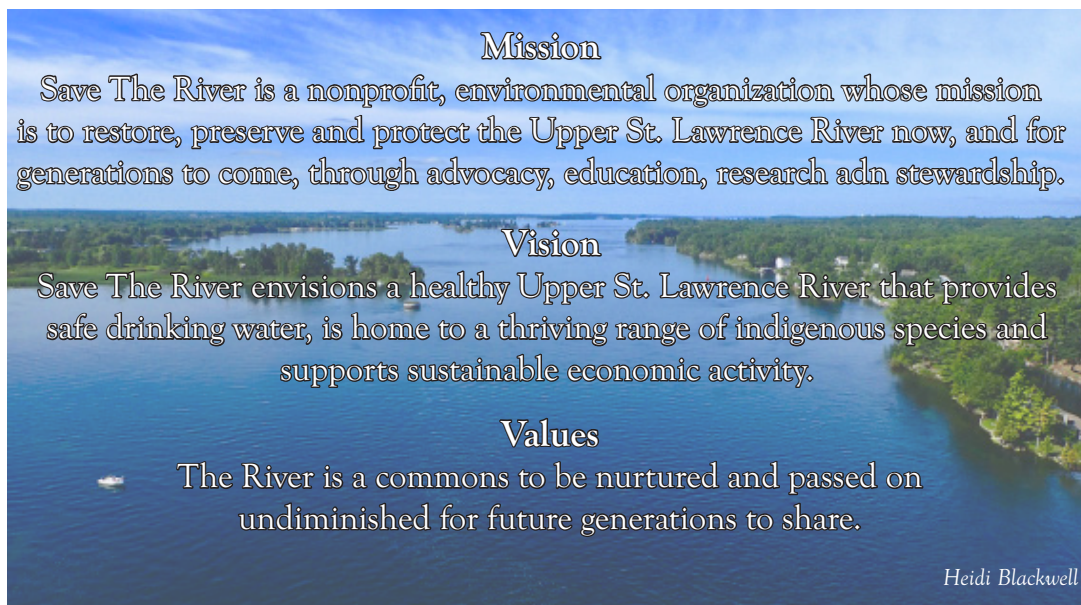 Mission
Save The River is a nonprofit, environmental organization whose mission
is to restore, preserve and protect the Upper St. Lawrence River now, and for
generations to come, through advocacy, education, research adn stewardship.
Vision
Save The River envisions a healthy Upper St. Lawrence River that provides
safe drinking water, is home to a thriving range of indigenous species and
supports sustainable economic activity.
Values
The River is a commons to be nurtured and passed on
undiminished for future generations to share.
Heidi Blackwell